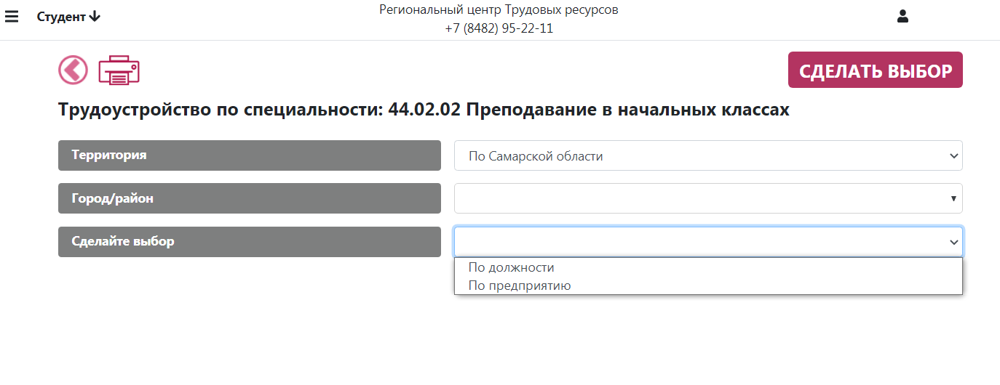 Студент
Региональный центр Трудовых ресурсов
+7 (8482) 95-22-11
СДЕЛАТЬ ВЫБОР
Трудоустройство по специальности: 44.02.02 Преподавание в начальных классах
Территория
По Самарской области
Город/район
Сделайте выбор
По должности
По предприятию